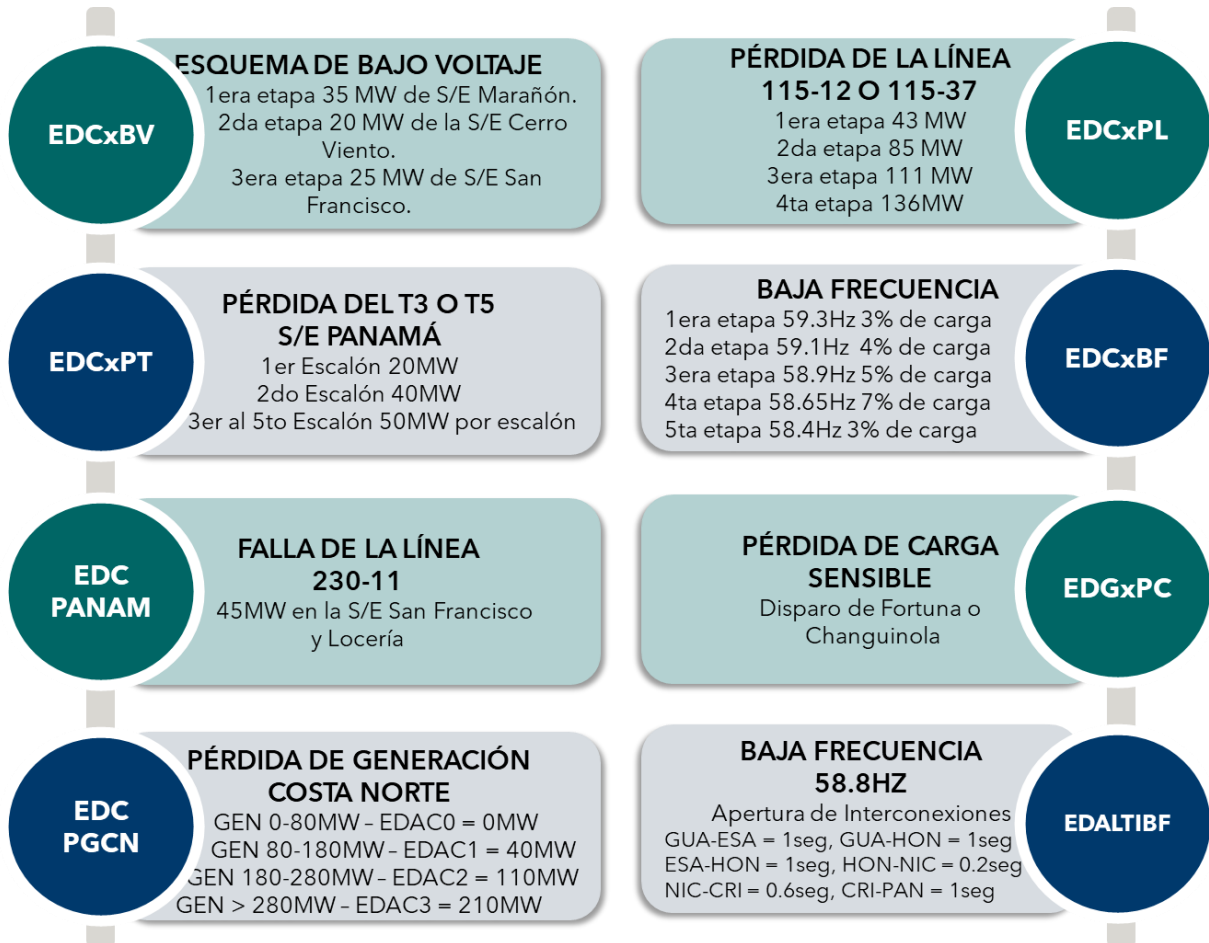 EDCxBV
ESQUEMA DE BAJO VOLTAJE
1era etapa 35 MW de S/E Marañón.
2da etapa 20 MW de la S/E Cerro
Viento.
3era etapa 25 MW de S/E San
Francisco.
PÉRDIDA DE LA LÍNEA
115-12 O 115-37
1era etapa 43 MW
2da etapa 85 MW
3era etapa 111 MW
4ta etapa 136MW
EDCxPL
EDCxPT
PÉRDIDA DEL T3 O T5
S/E PANAMÁ
1er Escalón 20MW
2do Escalón 40MW
3er al 5to Escalón 50MW por escalón
BAJA FRECUENCIA
1era etapa 59.3Hz 3% de carga
2da etapa 59.1Hz 4% de carga
3era etapa 58.9Hz 5% de carga
4ta etapa 58.65Hz 7% de carga
5ta etapa 58.4Hz 3% de carga
EDCxBF
EDC
PANAM
FALLA DE LA LÍNEA
230-11
45MW en la S/E San Francisco
y Locería
PÉRDIDA DE CARGA
SENSIBLE
Disparo de Fortuna o
Changuinola
EDGxPC
EDC
PGCN
PÉRDIDA DE GENERACIÓN
COSTA NORTE
GEN 0-80MW – EDAC0 = 0MW
GEN 80-180MW – EDAC1 = 40MW
GEN 180-280MW – EDAC2 = 110MW
GEN > 280MW – EDAC3 = 210MW
BAJA FRECUENCIA
58.8HZ
Apertura de Interconexiones
GUA-ESA = 1seg, GUA-HON = 1seg
ESA-HON = 1seg, HON-NIC = 0.2seg
NIC-CRI = 0.6seg, CRI-PAN = 1seg
EDALTIBF